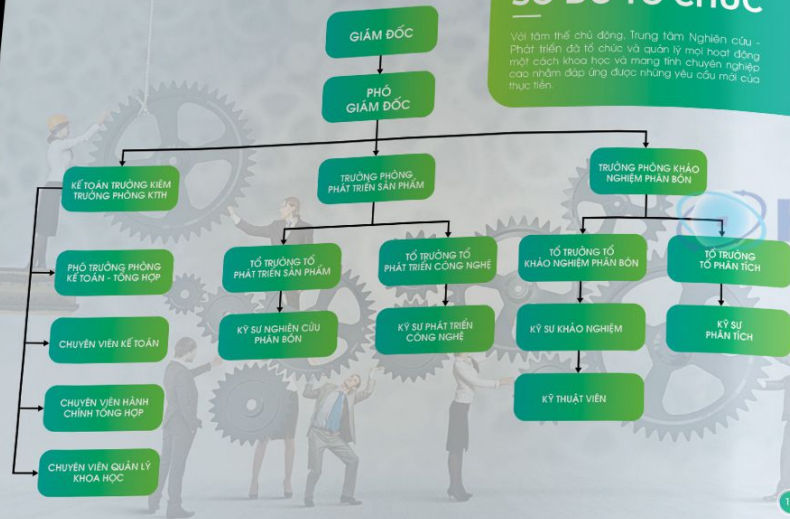 SƠ ĐỒ TỔ CHỨC
Với tâm thế chủ động, Trung tâm Nghiên cứu -
Phát triển đã tổ chức và quản lý mọi hoạt động
một cách khoa học và mang tính chuyên nghiệp
cao nhằm đáp ứng được những yêu cầu mới của
thực tiễn.
GIÁM ĐỐC
PHÓ
GIÁM ĐỐC
KẾ TOÁN TRƯỞNG KIÊM
TRƯỞNG PHÒNG KTTH
TRƯỞNG PHÒNG
PHÁT TRIỂN SẢN PHẨM
TRƯỞNG PHÒNG KHẢO
NGHIỆM PHÂN BÓN
PHÓ TRƯỞNG PHÒNG
KẾ TOÁN - TỔNG HỢP
TỔ TRƯỞNG TỔ
PHÁT TRIỂN SẢN PHẨM
TỔ TRƯỞNG TỔ
PHÁT TRIỂN CÔNG NGHỆ
TỔ TRƯỞNG TỔ
KHẢO NGHIỆM PHÂN BÓN
TỔ TRƯỞNG
TỔ PHÂN TÍCH
CHUYÊN VIÊN KẾ TOÁN
KỸ SƯ NGHIÊN CỨU
PHÂN BÓN
KỸ SƯ PHÁT TRIỂN
CÔNG NGHỆ
KỸ SƯ KHẢO NGHIỆM
KỸ SƯ
PHÂN TÍCH
CHUYÊN VIÊN HÀNH
CHÍNH TỔNG HỢP
KỸ THUẬT VIÊN
CHUYÊN VIÊN QUẢN LÝ
KHOA HỌC